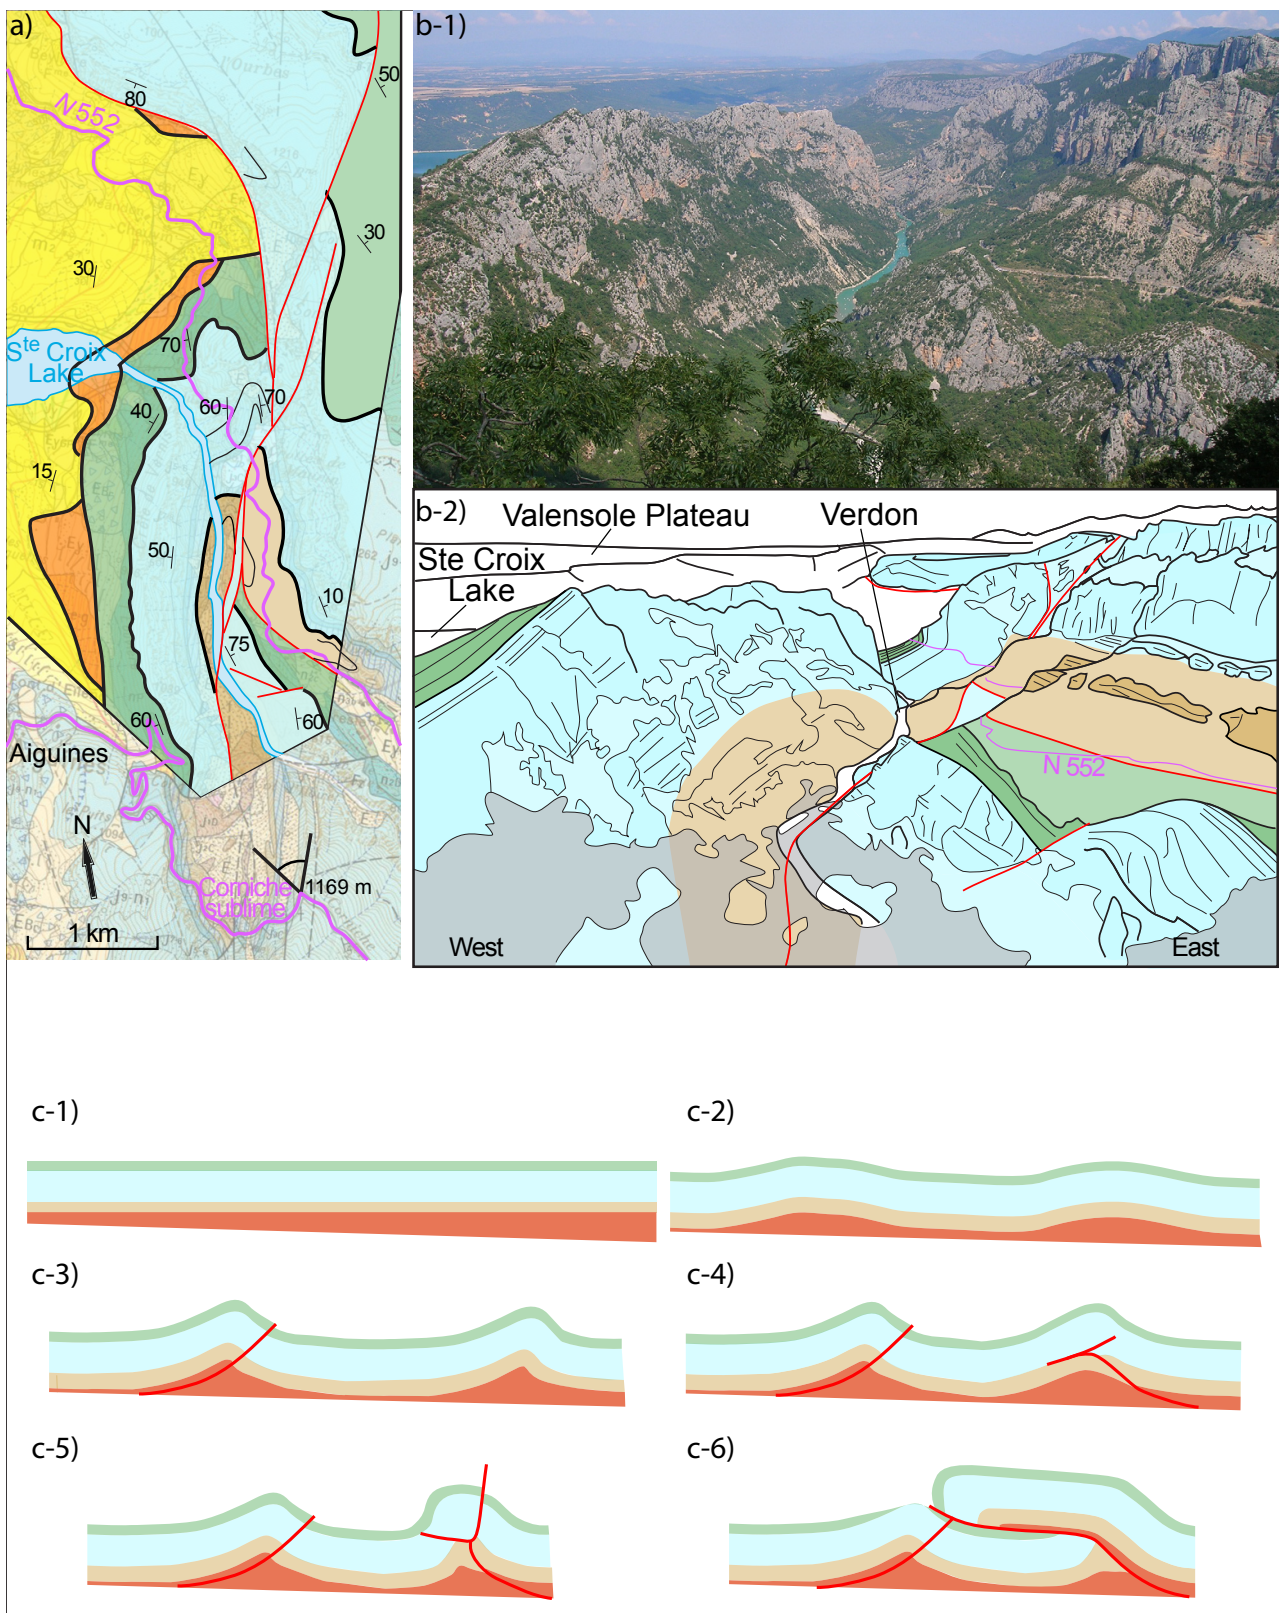 a)
50
80
N 552
30
30
Ste Croix
Lake
70
40
60
70
15
50
10
75
60
60
Aiguines
N
1169 m
Corniche
sublime
1 km
b-1)
b-2)
Valensole Plateau
Verdon
Ste Croix
Lake
N 552
West
East
c-1)
c-2)
c-3)
c-4)
c-5)
c-6)